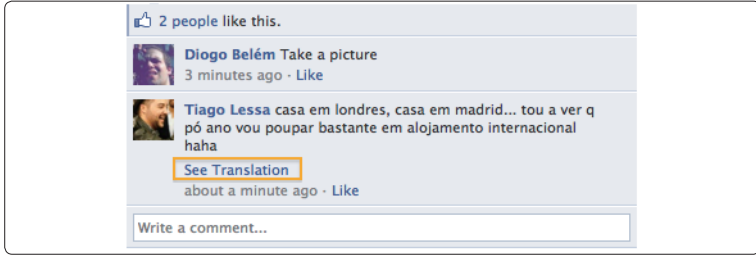 2 people like this.
Diogo Belém Take a picture
3 minutes ago · Like
Tiago Lessa casa em londres, casa em madrid... tou a ver q
pó ano vou poupar bastante em alojamento internacional
haha
See Translation
about a minute ago · Like
Write a comment...